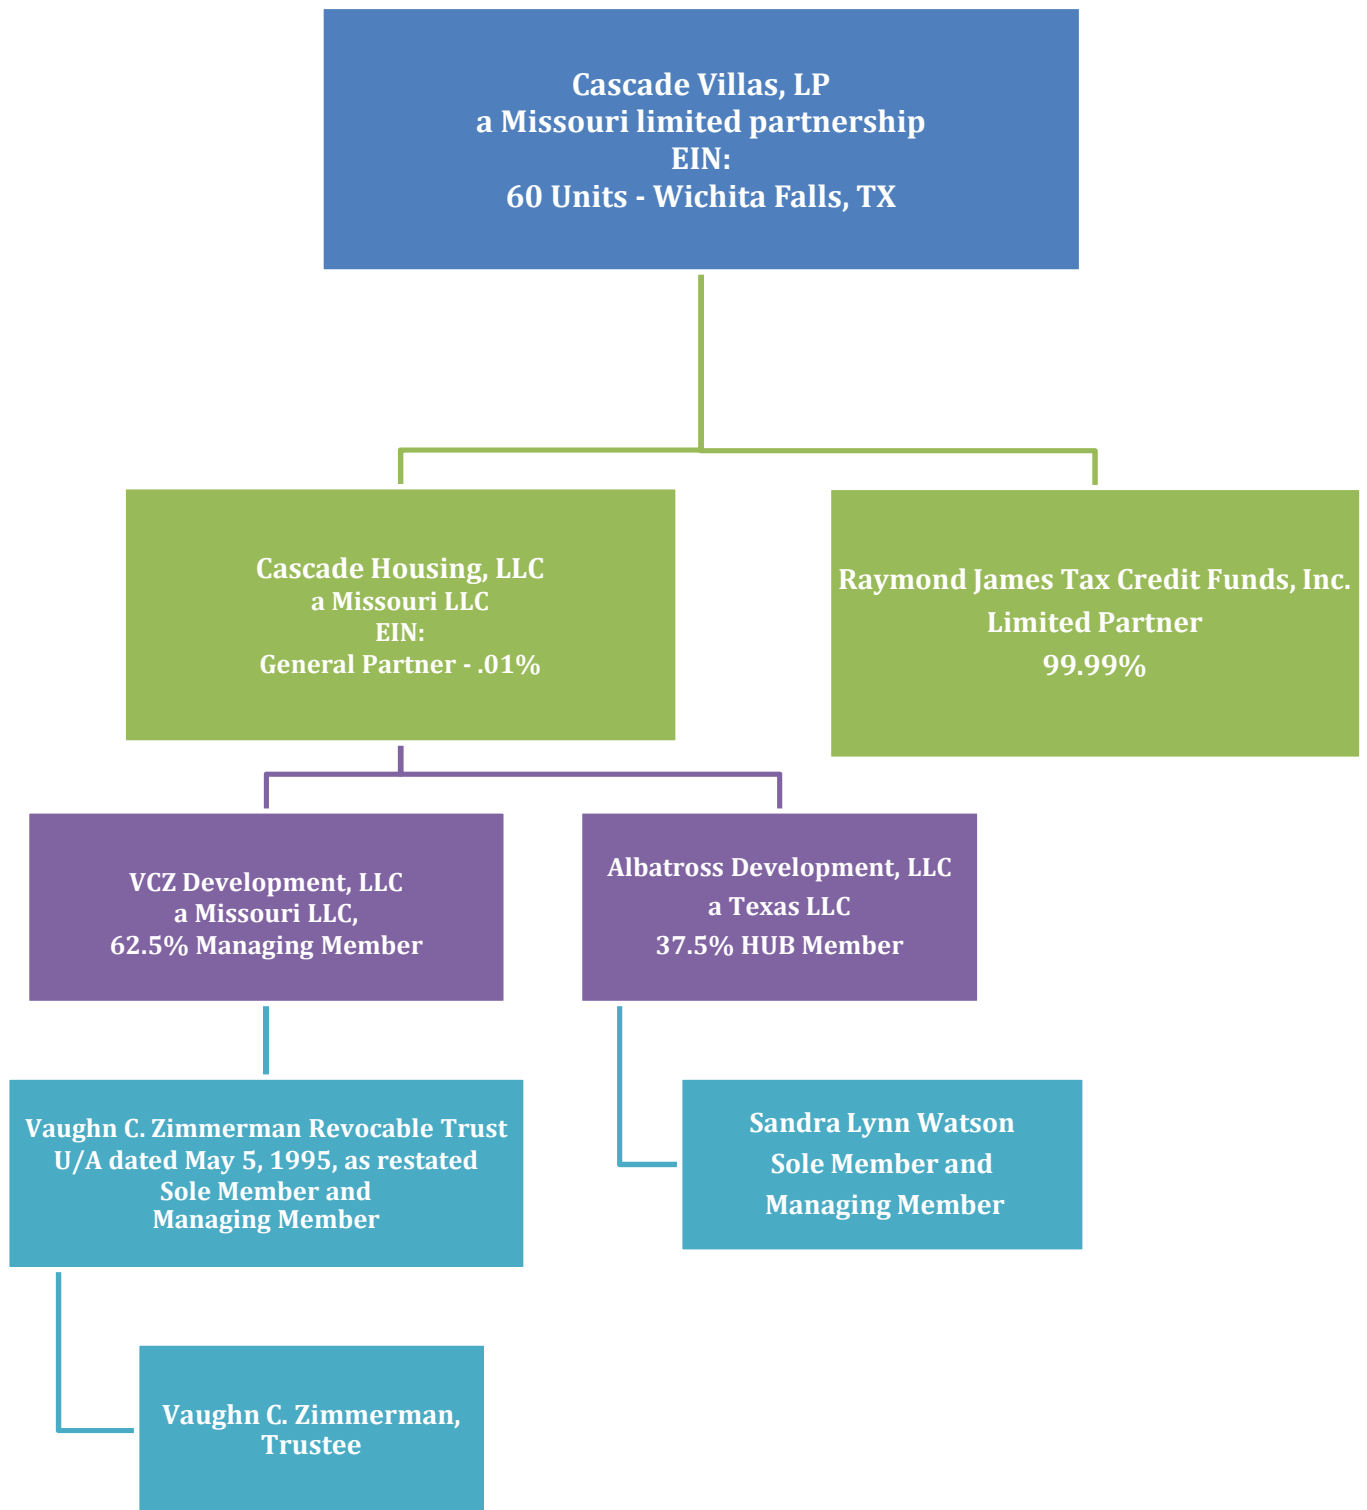 Cascade Villas, LP
a Missouri limited partnership
EIN:
60 Units - Wichita Falls, TX
Cascade Housing, LLC
a Missouri LLC
EIN:
General Partner - .01%
Raymond James Tax Credit Funds, Inc.
Limited Partner
99.99%
VCZ Development, LLC
a Missouri LLC,
62.5% Managing Member
Albatross Development, LLC
a Texas LLC
37.5% HUB Member
Vaughn C. Zimmerman Revocable Trust
U/A dated May 5, 1995, as restated
Sole Member and
Managing Member
Sandra Lynn Watson
Sole Member and
Managing Member
Vaughn C. Zimmerman,
Trustee